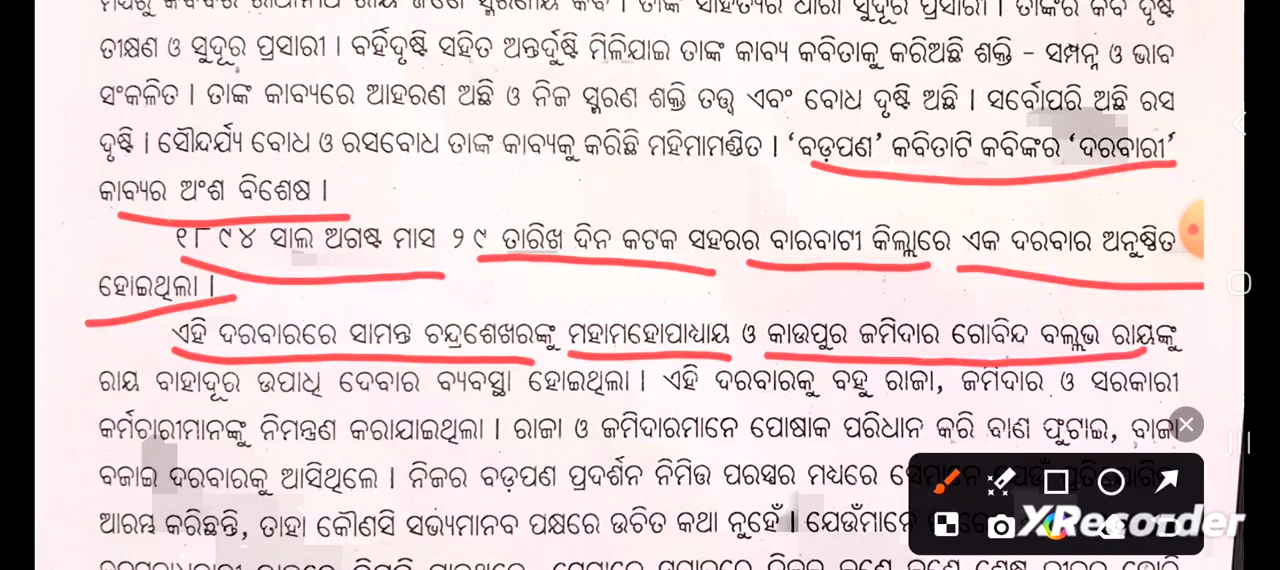 ତୀକ୍ଷଣ ଓ ସୁଦୂର ପ୍ରସାରୀ । ବର୍ହିଦୃଷ୍ଟି ସହିତ ଅନ୍ତର୍ଦୃଷ୍ଟି ମିଳିଯାଇ ତାଙ୍କ କାବ୍ୟ କବିତାକୁ କରିଅଛି ଶକ୍ତି – ସମ୍ପନ୍ନ ଓ ଭାବ
ସଂକଳିତ । ତାଙ୍କ କାବ୍ୟରେ ଆହରଣ ଅଛି ଓ ନିଜ ସ୍ମରଣ ଶକ୍ତି ତତ୍ତ୍ୱ ଏବଂ ବୋଧ ଦୃଷ୍ଟି ଅଛି । ସର୍ବୋପରି ଅଛି ରସ
ଦୃଷ୍ଟି । ସୌନ୍ଦର୍ଯ୍ୟ ବୋଧ ଓ ରସବୋଧ ତାଙ୍କ କାବ୍ୟକୁ କରିଛି ମହିମାମଣ୍ଡିତ । ‘ବଡ଼ପଣ’ କବିତାଟି କବିଙ୍କର ‘ଦରବାରୀ’
କାବ୍ୟର ଅଂଶ ବିଶେଷ ।
୧୮୯୪ ସାଲ ଅଗଷ୍ଟ ମାସ ୨୯ ତାରିଖ ଦିନ କଟକ ସହରର ବାରବାଟୀ କିଲ୍ଲାରେ ଏକ ଦରବାର ଅନୁଷ୍ଠିତ
ହୋଇଥିଲା ।
ଏହି ଦରବାରରେ ସାମନ୍ତ ଚନ୍ଦ୍ରଶେଖରଙ୍କୁ ମହାମହୋପାଧ୍ୟାୟ ଓ କାଉପୁର ଜମିଦାର ଗୋବିନ୍ଦ ବଲ୍ଲଭ ରାୟଙ୍କୁ
ରାୟ ବାହାଦୂର ଉପାଧି ଦେବାର ବ୍ୟବସ୍ଥା ହୋଇଥିଲା । ଏହି ଦରବାରକୁ ବହୁ ରାଜା, ଜମିଦାର ଓ ସରକାରୀ
କର୍ମଚାରୀମାନଙ୍କୁ ନିମନ୍ତ୍ରଣ କରାଯାଇଥିଲା । ରାଜା ଓ ଜମିଦାରମାନେ ପୋଷାକ ପରିଧାନ କରି ବାଣ ଫୁଟାଇ, ବାଜା
ବଜାଇ ଦରବାରକୁ ଆସିଥିଲେ । ନିଜର ବଡ଼ପଣ ପ୍ରଦର୍ଶନ ନିମିତ୍ତ ପରସ୍ପର ମଧ୍ୟରେ
ଆରମ୍ଭ କରିଛନ୍ତି, ତାହା କୌଣସି ସଭ୍ୟମାନବ ପକ୍ଷରେ ଉଚିତ କଥା ନୁହେଁ । ଯେଉଁମାନେ
XRecorder